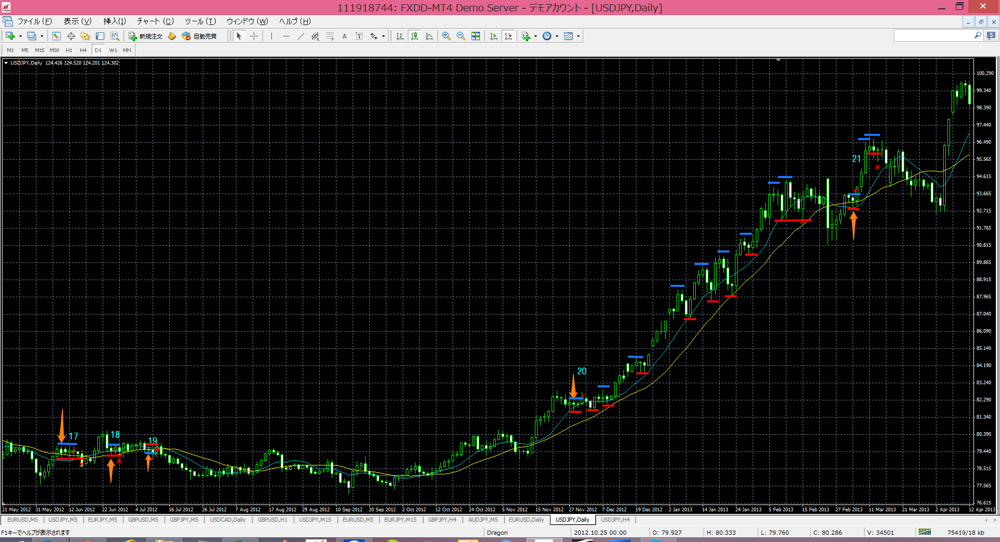 111918744: FXDD-MT4 Demo Server - デモアカウント - [USDJPY,Daily]
ファイル (F) 表示 (V) 挿入(I) チャート (C) ツール (T) ウィンドウ (W) ヘルプ (H)
新規注文 自動売買 A T 5
M1 M5 M15 M30 H1 H4 D1 W1 MN
USDJPY,Daily 124.426 124.520 124.201 124.302
100.290
99.340
98.390
97.440
96.490
95.565
94.615
93.665
92.715
91.765
90.815
89.865
88.915
87.965
87.040
86.090
85.140
84.190
83.240
82.290
81.340
80.390
79.440
78.515
77.565
76.615
17 18 19 20 21
21 May 2012 31 May 2012 12 Jun 2012 22 Jun 2012 4 Jul 2012 16 Jul 2012 26 Jul 2012 7 Aug 2012 17 Aug 2012 29 Aug 2012 10 Sep 2012 20 Sep 2012 2 Oct 2012 12 Oct 2012 24 Oct 2012 5 Nov 2012 15 Nov 2012 27 Nov 2012 7 Dec 2012 19 Dec 2012 2 Jan 2013 14 Jan 2013 24 Jan 2013 5 Feb 2013 15 Feb 2013 27 Feb 2013 11 Mar 2013 21 Mar 2013 2 Apr 2013 12 Apr 2013
EURUSD,M5 USDJPY,M5 EURJPY,M5 GBPUSD,M5 GBPJPY,M5 USDCAD,Daily GBPUSD,H1 USDJPY,M15 EURUSD,M5 EURJPY,M15 GBPJPY,H4 AUDJPY,M5 EURUSD,Daily USDJPY,Daily USDJPY,H4
F1キーでヘルプが表示されます Dragon 2012.10.25 00:00 O: 79.927 H: 80.333 L: 79.760 C: 80.286 V: 34501 75419/18 kb